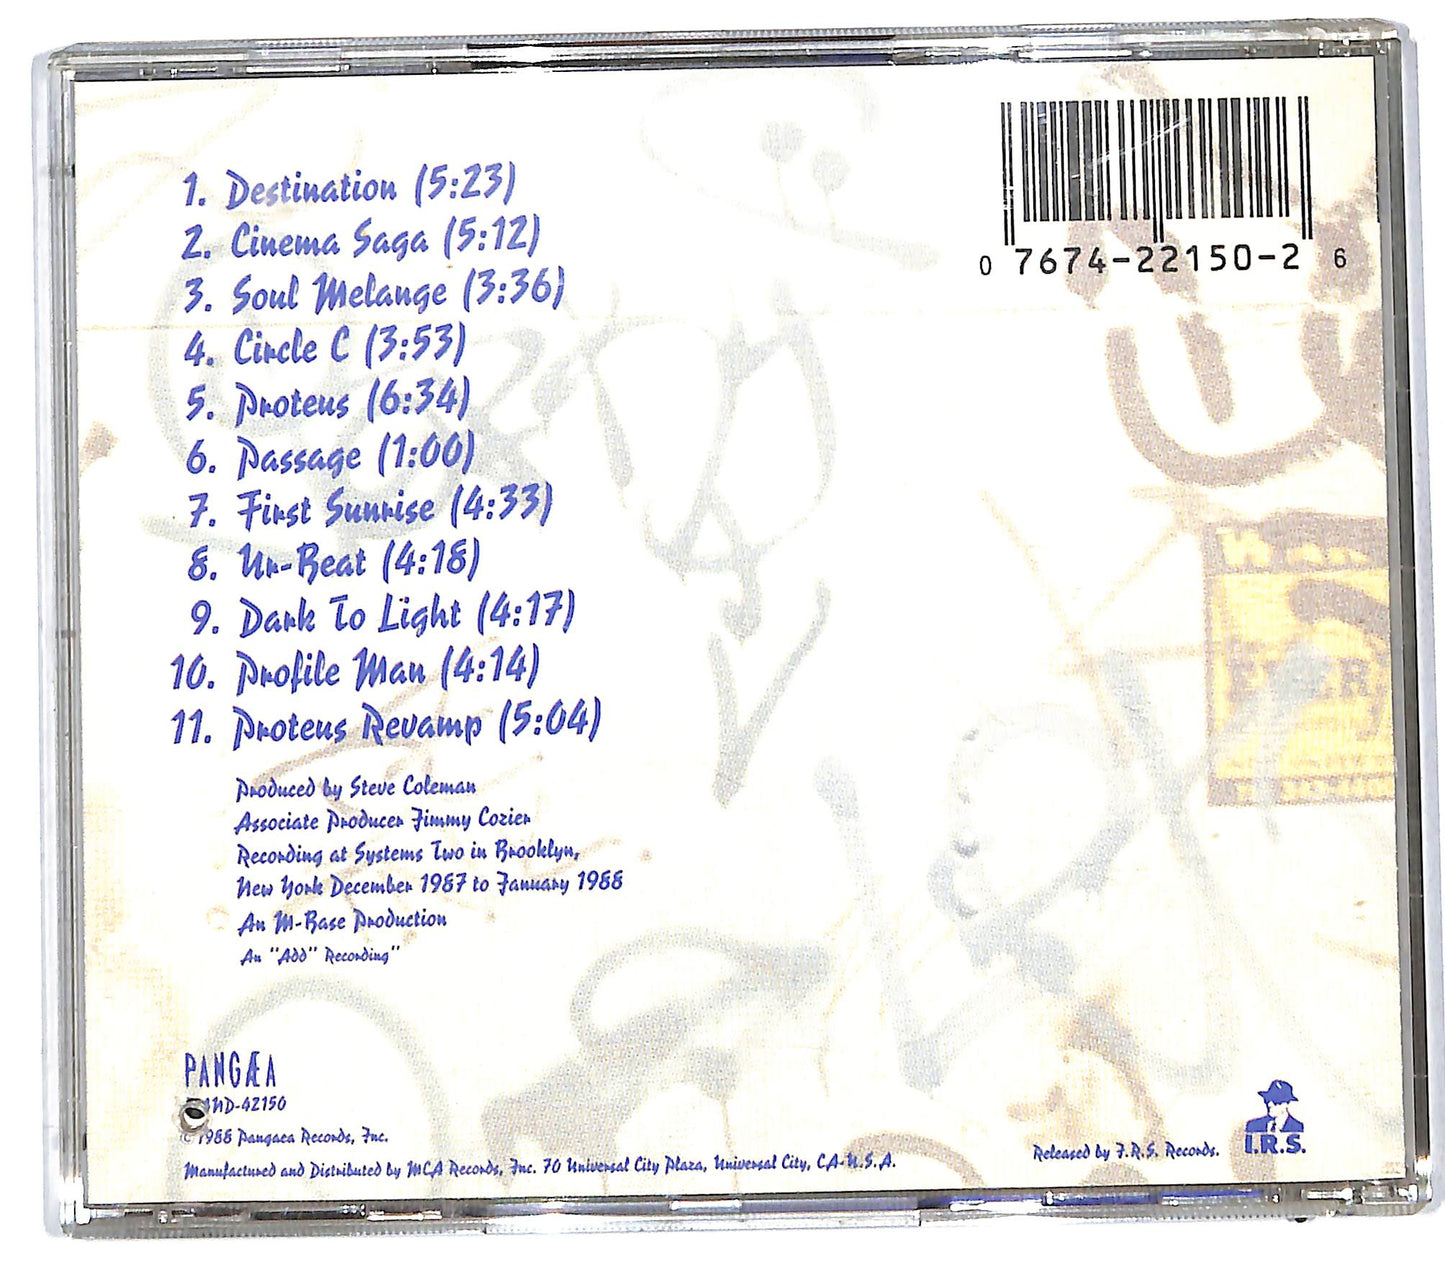 0 7674-22150-2 6
1. Destination (5:23)
2. Cinema Saga (5:12)
3. Soul Melange (3:36)
4. Circle C (3:53)
5. Proteus (6:34)
6. Passage (1:00)
7. First Sunrise (4:33)
8. Ur-Beat (4:18)
9. Dark To Light (4:17)
10. Profile Man (4:14)
11. Proteus Revamp (5:04)
Produced by Steve Coleman
Associate Producer Jimmy Cozier
Recording at Systems Two in Brooklyn,
New York December 1987 to January 1988
An M-Base Production
An "Add" Recording"
PANGÆA
ND-42150
© 1988 Pangaea Records, Inc.
Manufactured and Distributed by MCA Records, Inc. 70 Universal City Plaza, Universal City, CA-U.S.A.
Released by I.R.S. Records.
I.R.S.